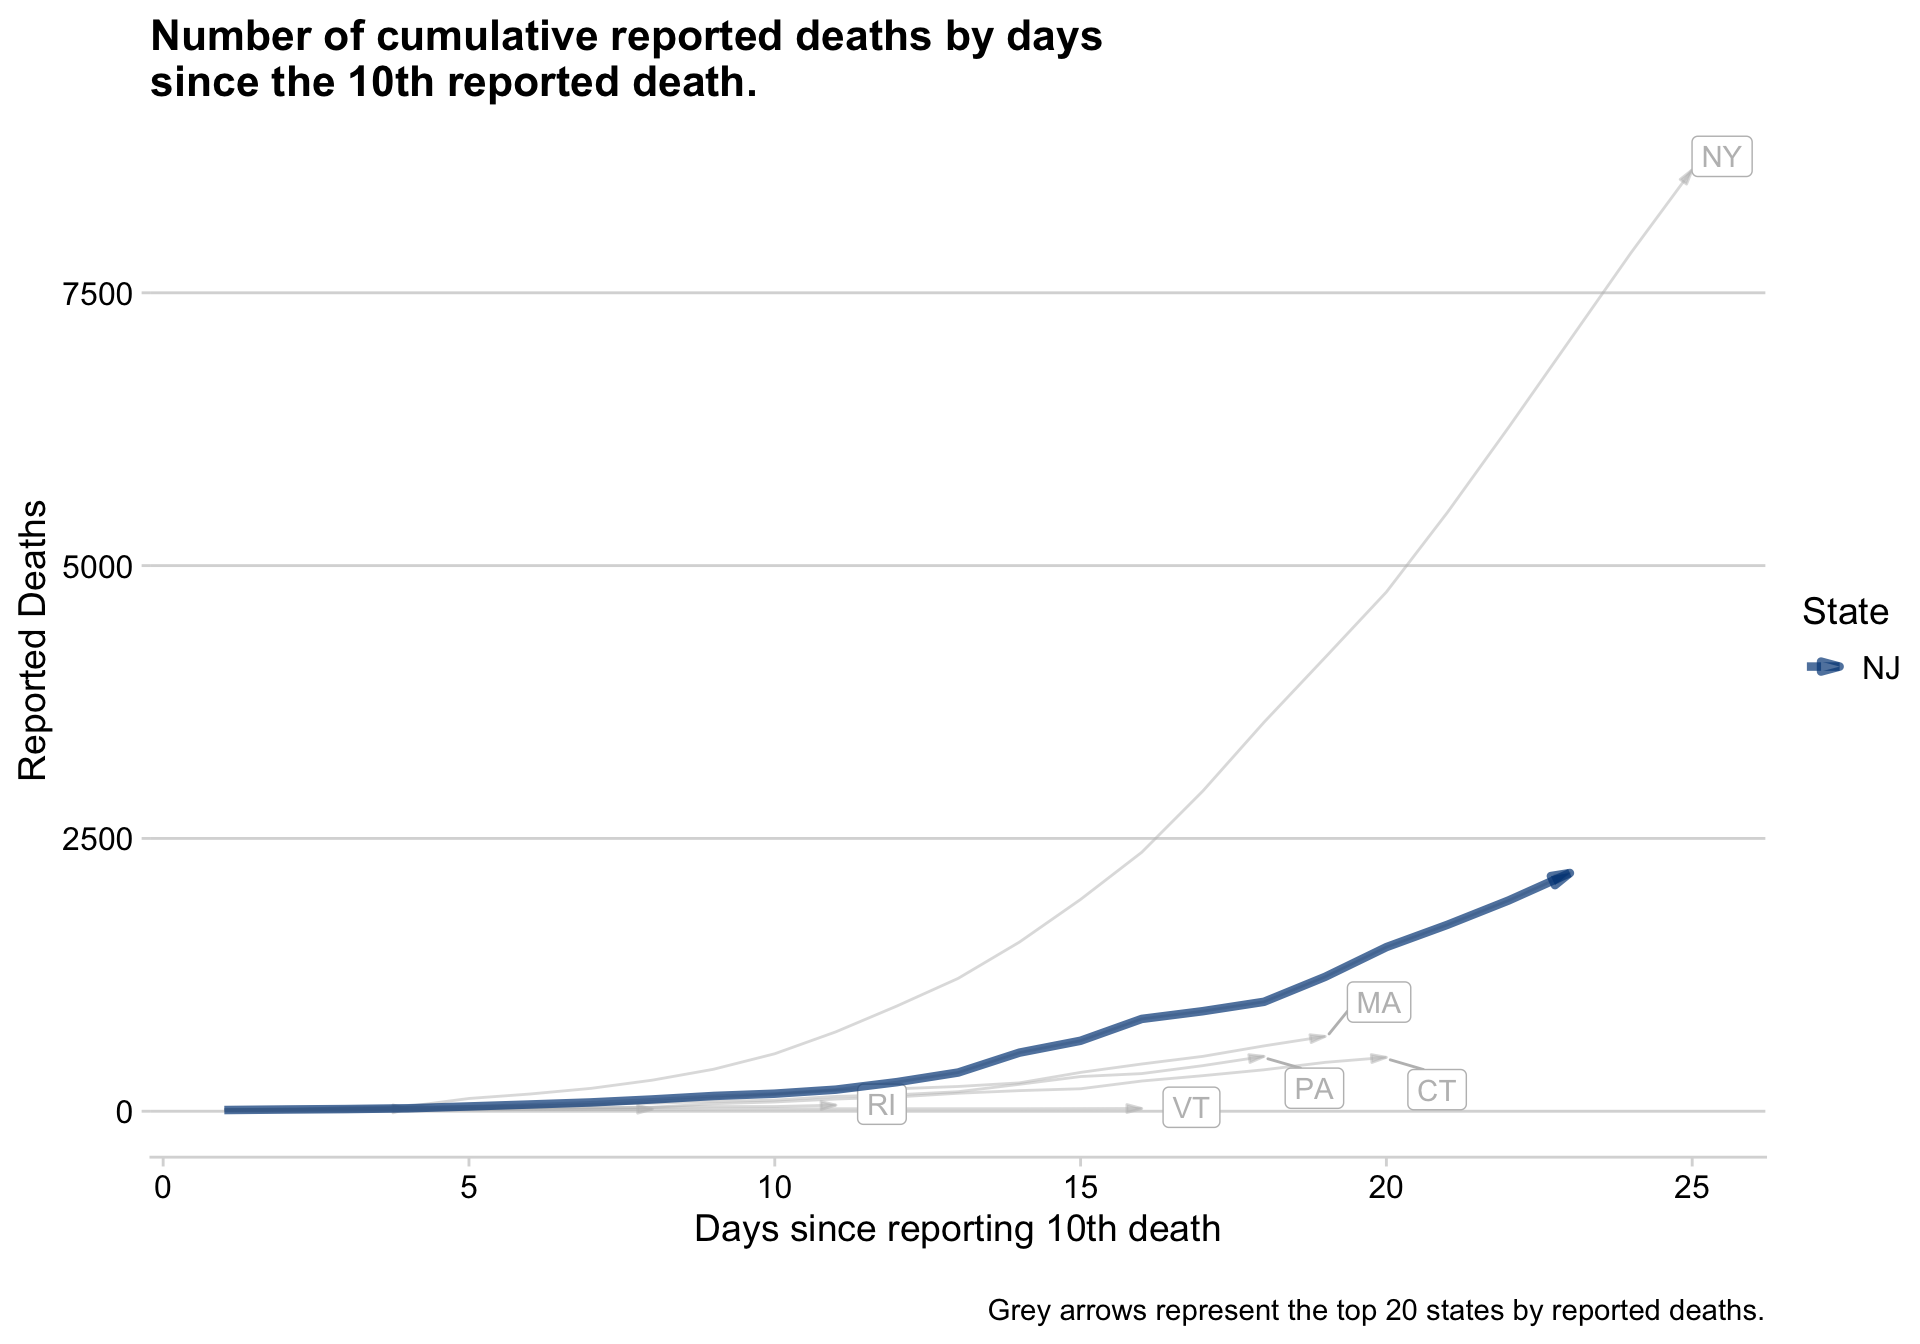 Number of cumulative reported deaths by days
since the 10th reported death.
NY
7500
5000
2500
0
Reported Deaths
State
NJ
MA
PA
CT
RI
VT
0 5 10 15 20 25
Days since reporting 10th death
Grey arrows represent the top 20 states by reported deaths.